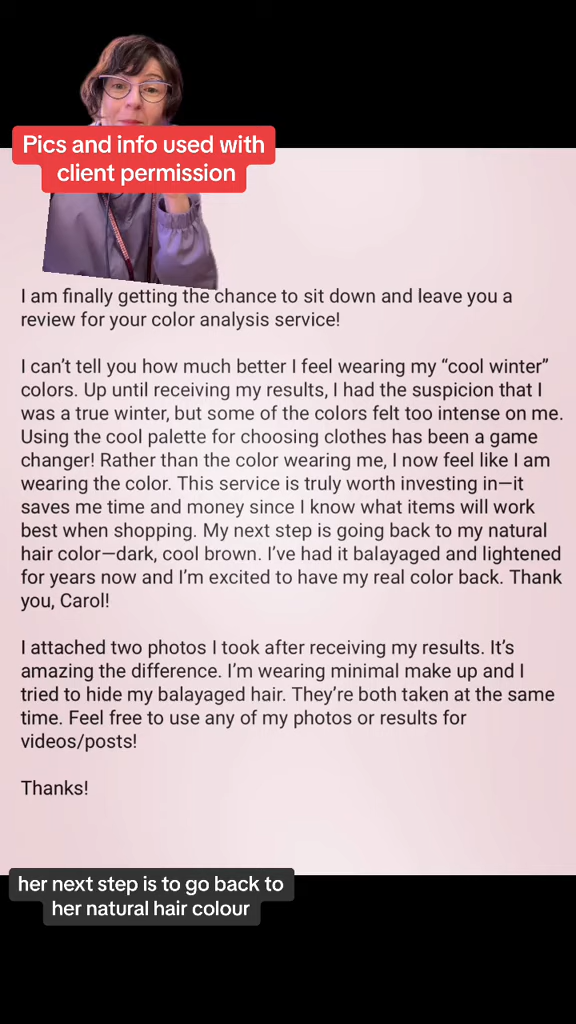 Pics and info used with
client permission
I am finally getting the chance to sit down and leave you a
review for your color analysis service!
I can't tell you how much better I feel wearing my “cool winter”
colors. Up until receiving my results, I had the suspicion that I
was a true winter, but some of the colors felt too intense on me.
Using the cool palette for choosing clothes has been a game
changer! Rather than the color wearing me, I now feel like I am
wearing the color. This service is truly worth investing in—it
saves me time and money since I know what items will work
best when shopping. My next step is going back to my natural
hair color—dark, cool brown. I've had it balayaged and lightened
for years now and I'm excited to have my real color back. Thank
you, Carol!
I attached two photos I took after receiving my results. It's
amazing the difference. I'm wearing minimal make up and I
tried to hide my balayaged hair. They're both taken at the same
time. Feel free to use any of my photos or results for
videos/posts!
Thanks!
her next step is to go back to
her natural hair colour